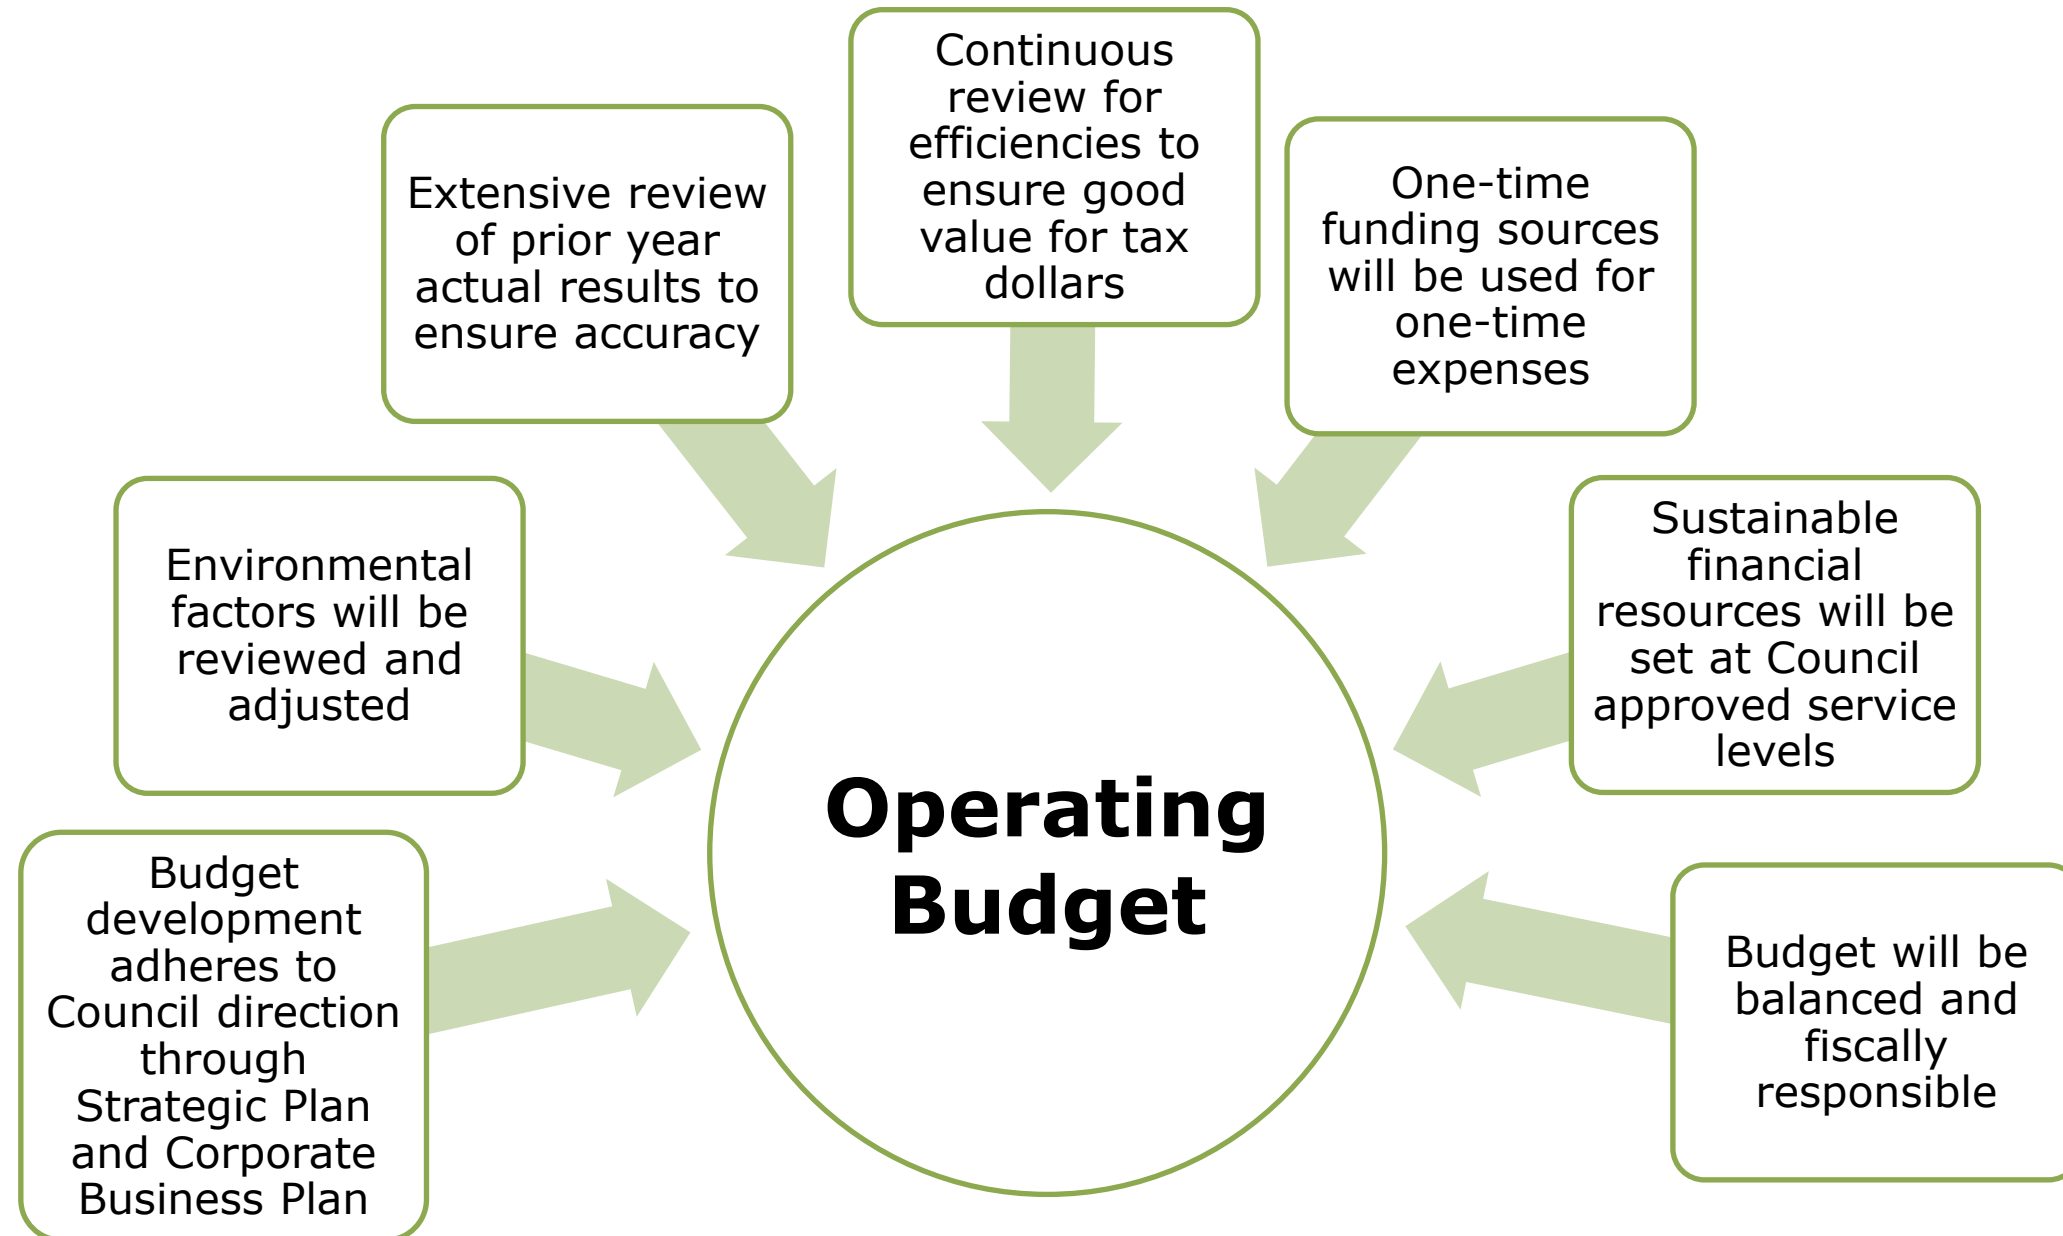 Continuous
review for
efficiencies to
ensure good
value for tax
dollars
Extensive review
of prior year
actual results to
ensure accuracy
One-time
funding sources
will be used for
one-time
expenses
Environmental
factors will be
reviewed and
adjusted
Sustainable
financial
resources will be
set at Council
approved service
levels
Operating
Budget
Budget
development
adheres to
Council direction
through
Strategic Plan
and Corporate
Business Plan
Budget will be
balanced and
fiscally
responsible